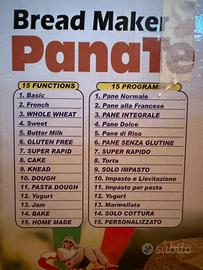 Bread Maker
PanaTe
15 FUNCTIONS
1. Basic
2. French
3. WHOLE WHEAT
4. Sweet
5. Butter Milk
6. GLUTEN FREE
7. SUPER RAPID
8. CAKE
9. KNEAD
10. DOUGH
11. PASTA DOUGH
12. Yogurt
13. Jam
14. BAKE
15. HOME MADE
15 PROGRAMMI
1. Pane Normale
2. Pane alla Francese
3. PANE INTEGRALE
4. Pane Dolce
5. Pane di Riso
6. PANE SENZA GLUTINE
7. SUPER RAPIDO
8. Torta
9. SOLO IMPASTO
10. Impasto e Lievitazione
11. Impasto per pasta
12. Yogurt
13. Marmellata
14. SOLO COTTURA
15. PERSONALIZZATO
subito